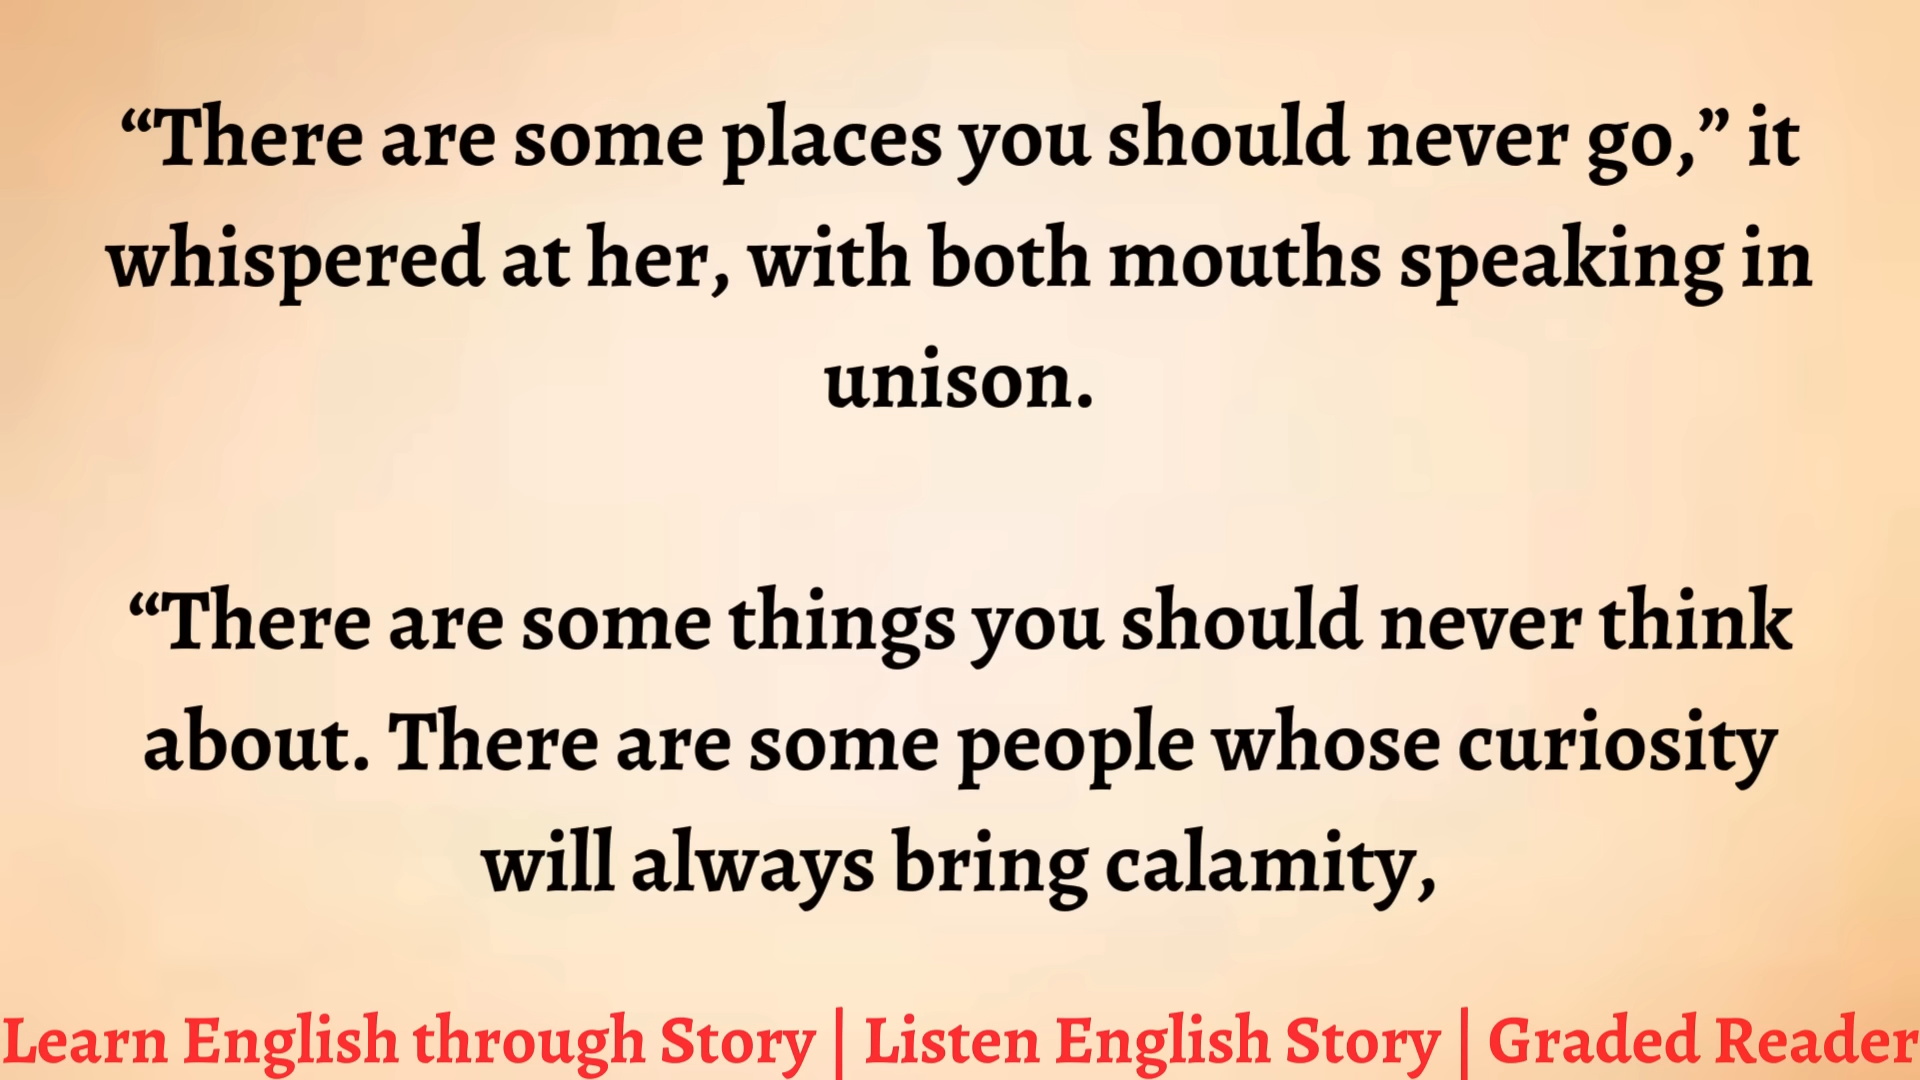 “There are some places you should never go,” it
whispered at her, with both mouths speaking in
unison.
“There are some things you should never think
about. There are some people whose curiosity
will always bring calamity,
Learn English through Story | Listen English Story | Graded Reader